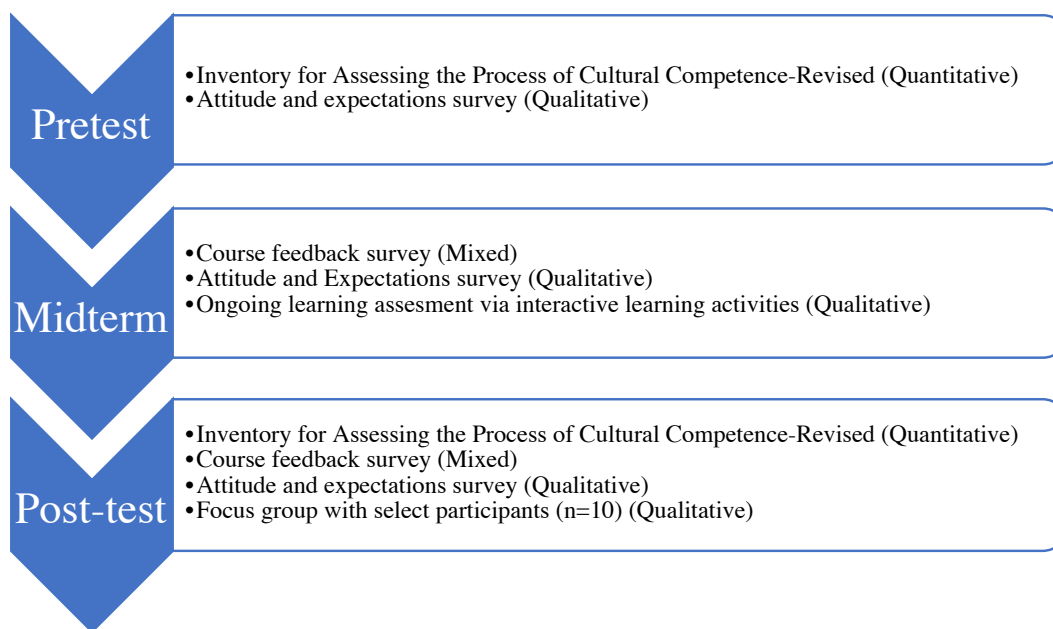 Pretest
•Inventory for Assessing the Process of Cultural Competence-Revised (Quantitative)
•Attitude and expectations survey (Qualitative)
Midterm
•Course feedback survey (Mixed)
•Attitude and Expectations survey (Qualitative)
•Ongoing learning assesment via interactive learning activities (Qualitative)
Post-test
•Inventory for Assessing the Process of Cultural Competence-Revised (Quantitative)
•Course feedback survey (Mixed)
•Attitude and expectations survey (Qualitative)
•Focus group with select participants (n=10) (Qualitative)